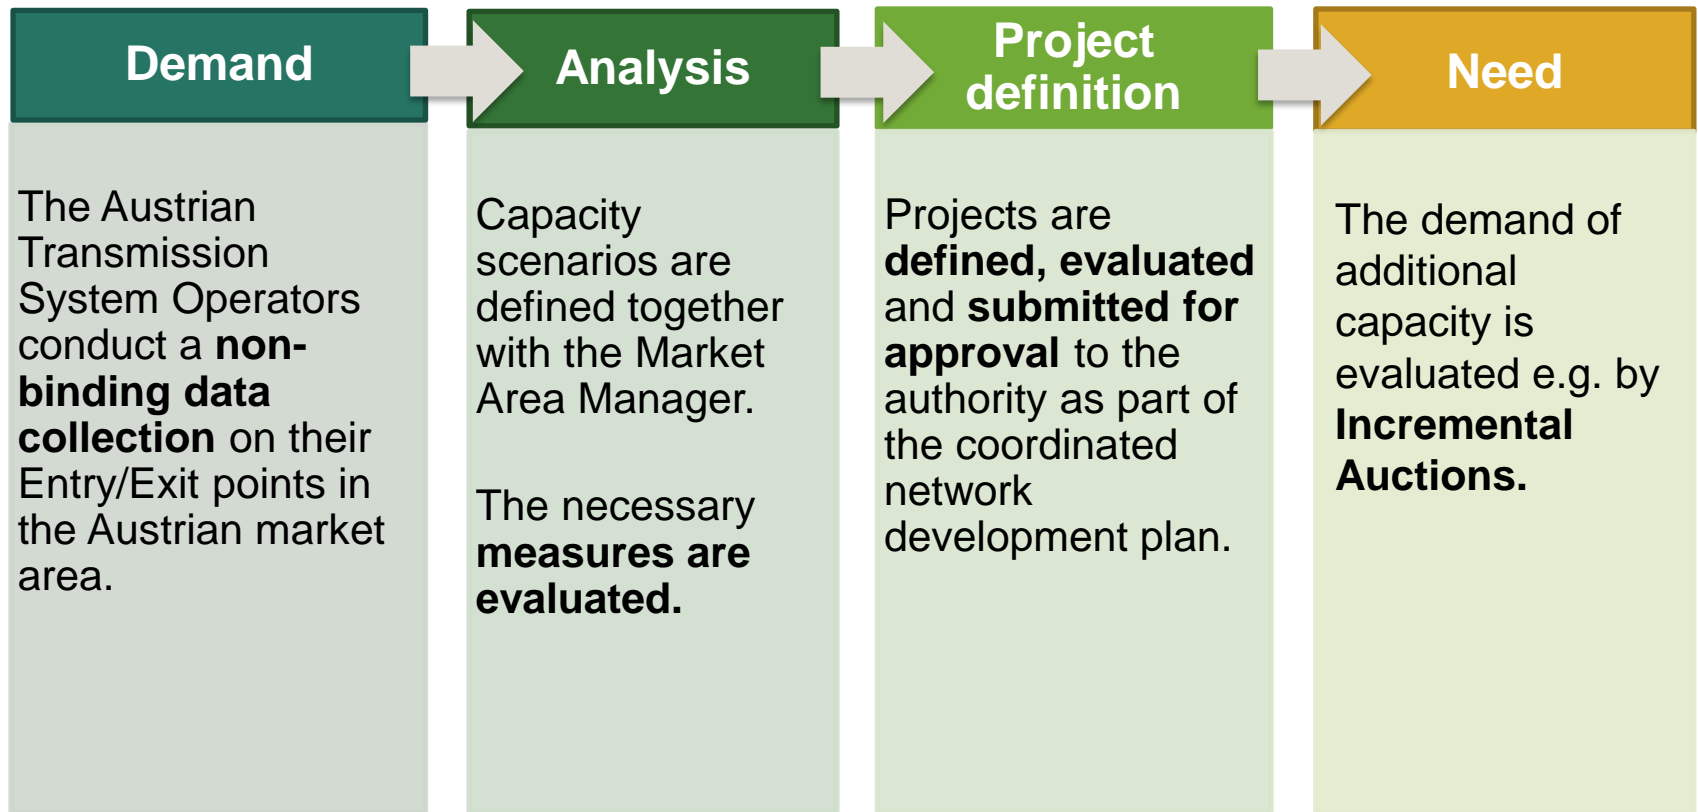 Demand
The Austrian
Transmission
System Operators
conduct a non-
binding data
collection on their
Entry/Exit points in
the Austrian market
area.
Analysis
Capacity
scenarios are
defined together
with the Market
Area Manager.
The necessary
measures are
evaluated.
Project
definition
Projects are
defined, evaluated
and submitted for
approval to the
authority as part of
the coordinated
network
development plan.
Need
The demand of
additional
capacity is
evaluated e.g. by
Incremental
Auctions.